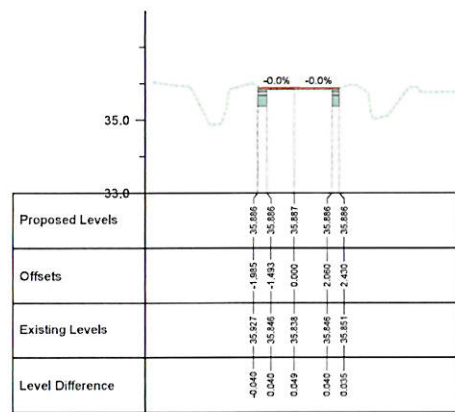 -0.0% -0.0%
35.0
33.0
Proposed Levels 35.886 35.886 35.887 35.886 35.886
Offsets -1.985 -1.493 0.000 2.060 2.430
Existing Levels 35.927 35.846 35.838 35.846 35.851
Level Difference -0.040 0.040 0.049 0.040 0.035